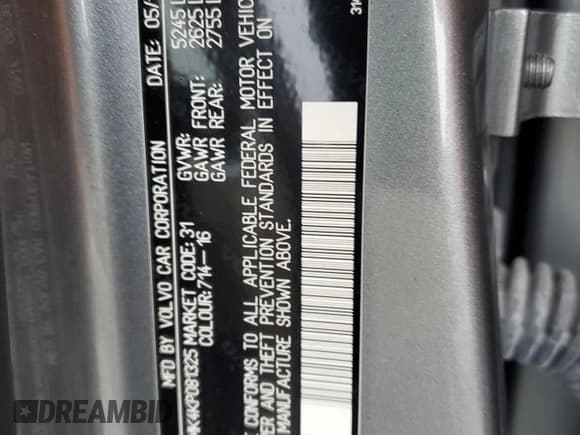 MFD BY VOLVO CAR CORPORATION DATE: 05/
GVWR: 5245 L
GAWR FRONT: 2625 L
GAWR REAR: 2755 L
MARKET CODE: 31
COLOUR: 714-16
CONFORMS TO ALL APPLICABLE FEDERAL MOTOR VEHIC
AND THEFT PREVENTION STANDARDS IN EFFECT ON
MANUFACTURE SHOWN ABOVE.
DREAMBID